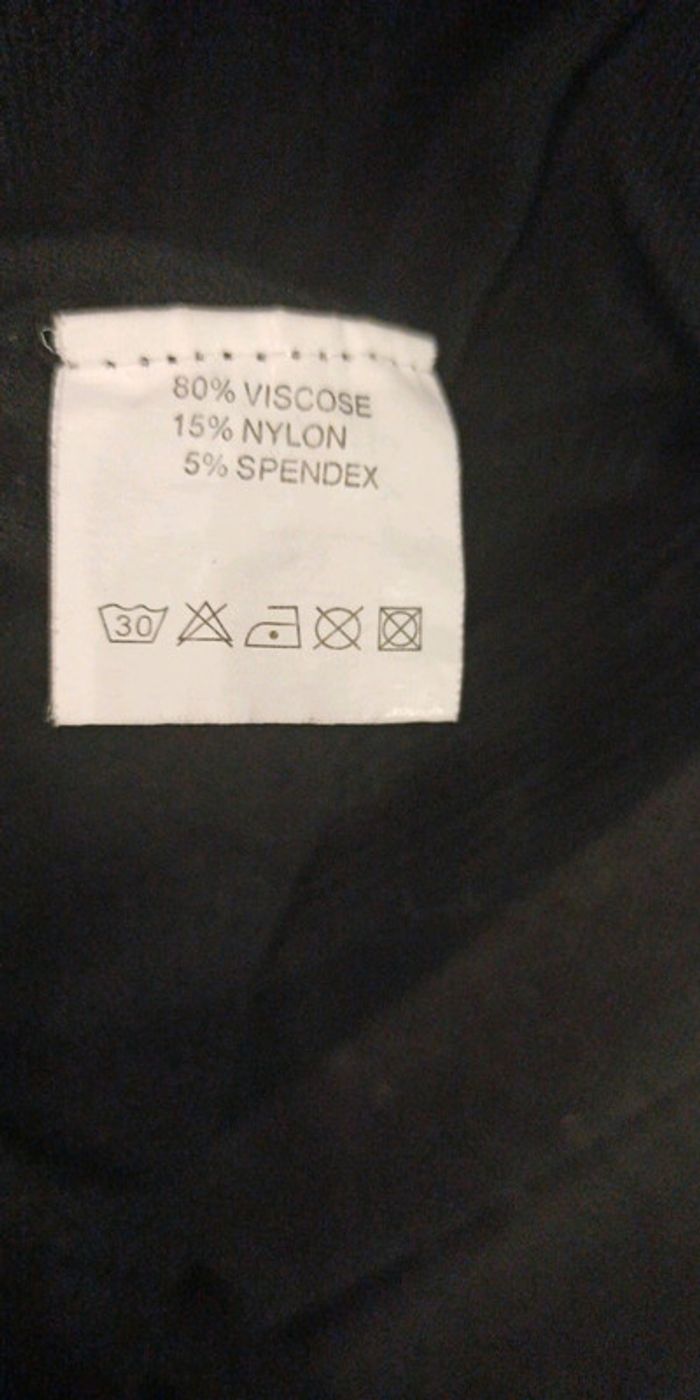 80% VISCOSE
15% NYLON
5% SPENDEX
30